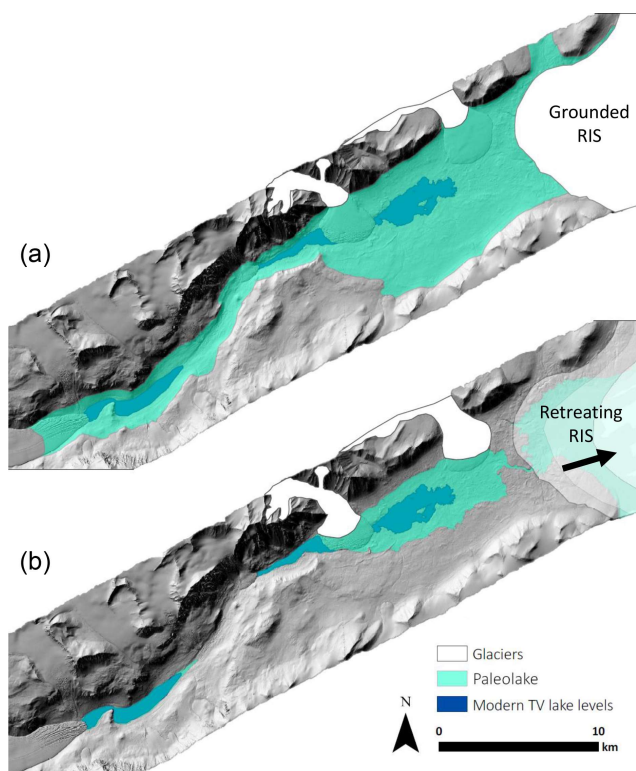 Grounded
RIS
(a)
Retreating
RIS
(b)
Glaciers
Paleolake
Modern TV lake levels
N
0 10
km